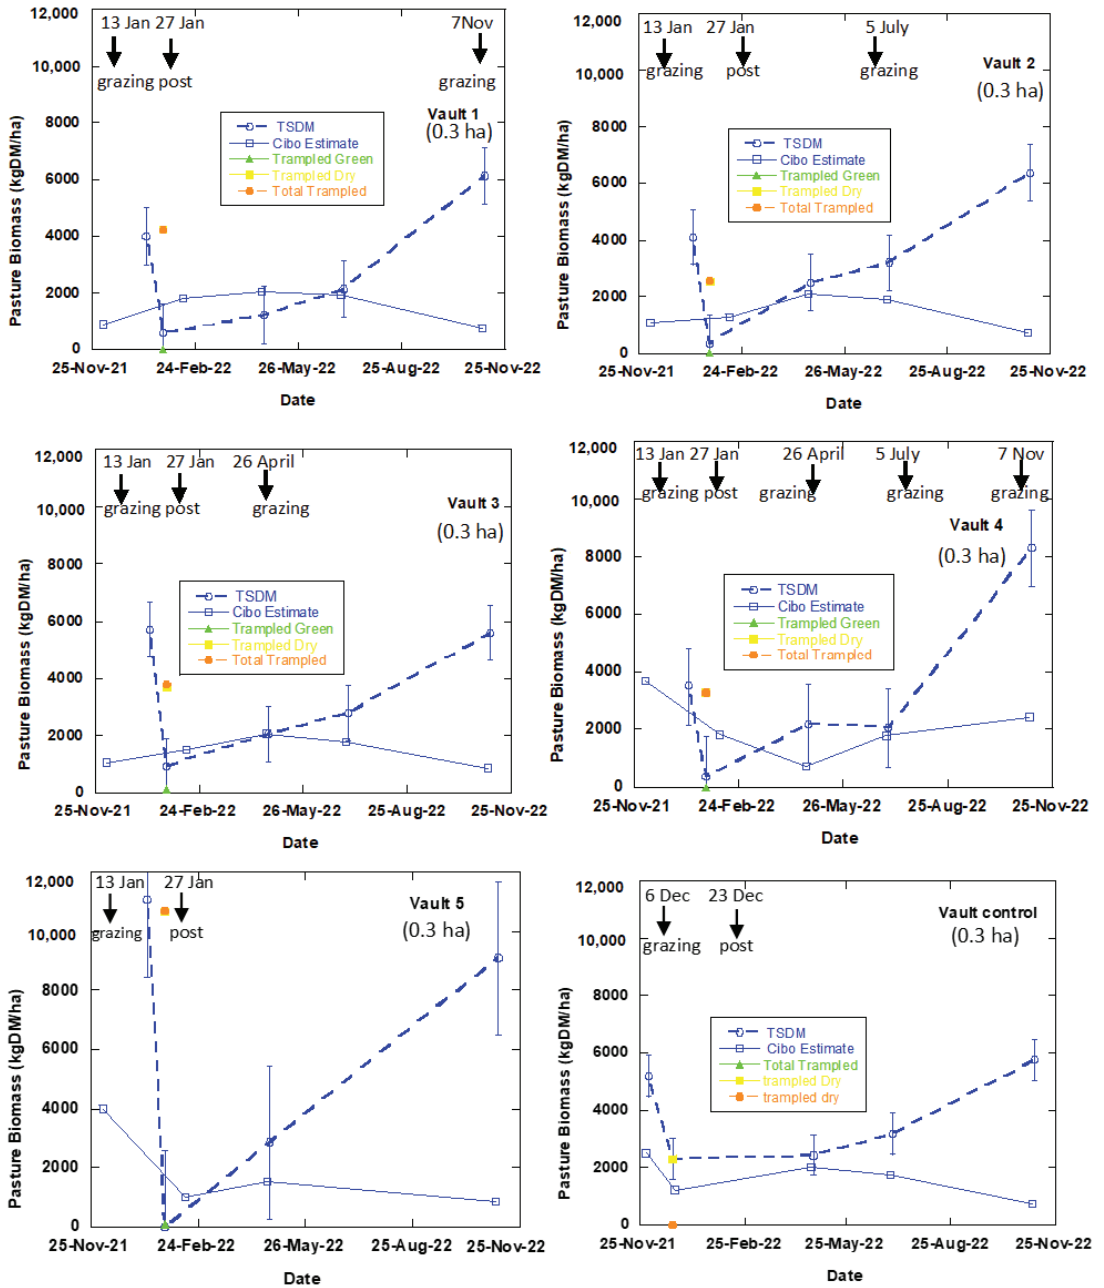 12,000
13 Jan 27 Jan 7Nov
10,000
grazing post grazing
Vault 1
(0.3 ha)
8000
TSDM
Cibo Estimate
Trampled Green
Trampled Dry
Total Trampled
6000
4000
2000
0
Pasture Biomass (kgDM/ha)
25-Nov-21 24-Feb-22 26-May-22 25-Aug-22 25-Nov-22
Date
12,000
13 Jan 27 Jan 5 July
10,000
grazing post grazing
Vault 2
(0.3 ha)
8000
TSDM
Cibo Estimate
Trampled Green
Trampled Dry
Total Trampled
6000
4000
2000
0
Pasture Biomass (kgDM/ha)
25-Nov-21 24-Feb-22 26-May-22 25-Aug-22 25-Nov-22
Date
12,000
13 Jan 27 Jan 26 April
10,000
grazing post grazing
Vault 3
(0.3 ha)
8000
TSDM
Cibo Estimate
Trampled Green
Trampled Dry
Total Trampled
6000
4000
2000
0
Pasture Biomass (kgDM/ha)
25-Nov-21 24-Feb-22 26-May-22 25-Aug-22 25-Nov-22
Date
12,000
13 Jan 27 Jan 26 April 5 July 7 Nov
10,000
grazing post grazing grazing grazing
Vault 4
(0.3 ha)
8000
TSDM
Cibo Estimate
Trampled Green
Trampled Dry
Total Trampled
6000
4000
2000
0
Pasture Biomass (kgDM/ha)
25-Nov-21 24-Feb-22 26-May-22 25-Aug-22 25-Nov-22
Date
12,000
13 Jan 27 Jan
10,000
grazing post
Vault 5
(0.3 ha)
8000
6000
4000
2000
0
Pasture Biomass (kgDM/ha)
25-Nov-21 24-Feb-22 26-May-22 25-Aug-22 25-Nov-22
Date
12,000
6 Dec 23 Dec
10,000
grazing post
Vault control
(0.3 ha)
8000
TSDM
Cibo Estimate
Total Trampled
trampled Dry
trampled dry
6000
4000
2000
0
Pasture Biomass (kgDM/ha)
25-Nov-21 25-Feb-22 26-May-22 25-Aug-22 25-Nov-22
Date